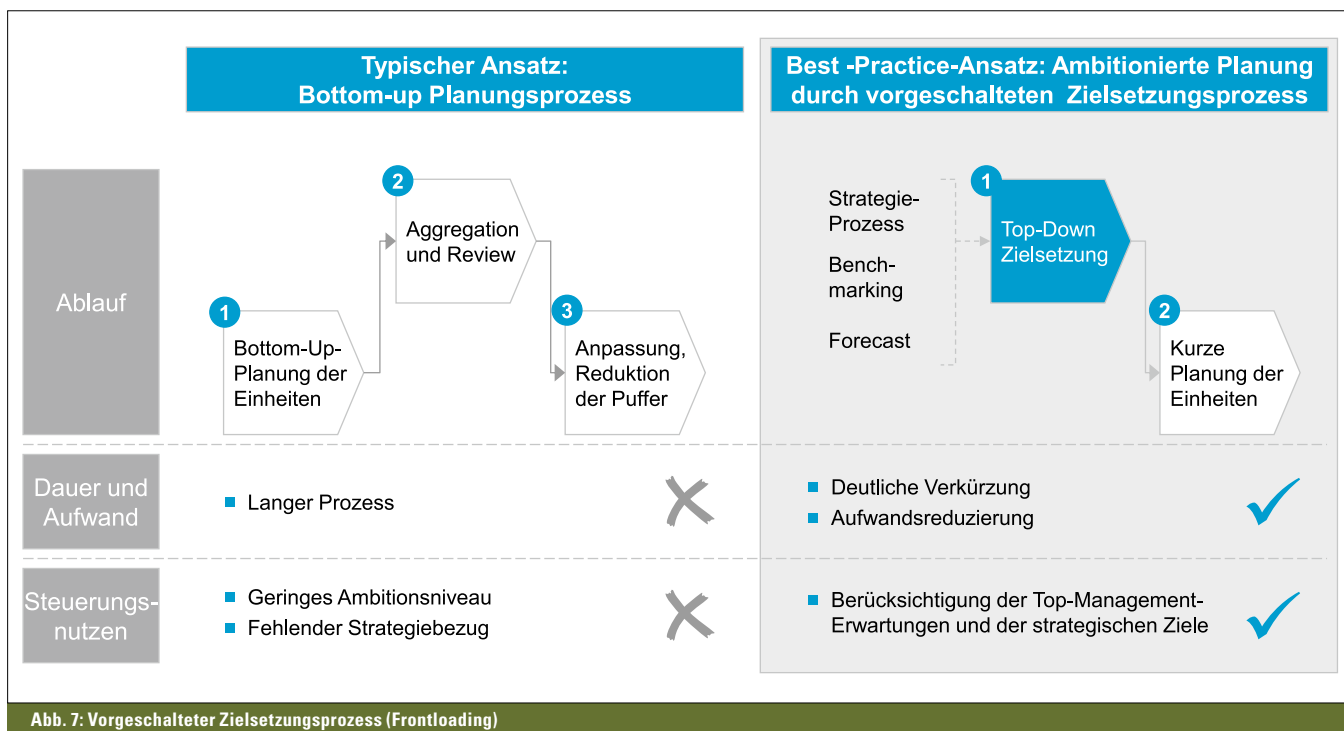 Typischer Ansatz:
Bottom-up Planungsprozess
Best -Practice-Ansatz: Ambitionierte Planung
durch vorgeschalteten Zielsetzungsprozess
Ablauf
1
Bottom-Up-
Planung der
Einheiten
2
Aggregation
und Review
3
Anpassung,
Reduktion
der Puffer
Strategie-
Prozess
Bench-
marking
Forecast
1
Top-Down
Zielsetzung
2
Kurze
Planung der
Einheiten
Dauer und
Aufwand
Langer Prozess
Deutliche Verkürzung
Aufwandsreduzierung
Steuerungs-
nutzen
Geringes Ambitionsniveau
Fehlender Strategiebezug
Berücksichtigung der Top-Management-
Erwartungen und der strategischen Ziele
Abb. 7: Vorgeschalteter Zielsetzungsprozess (Frontloading)